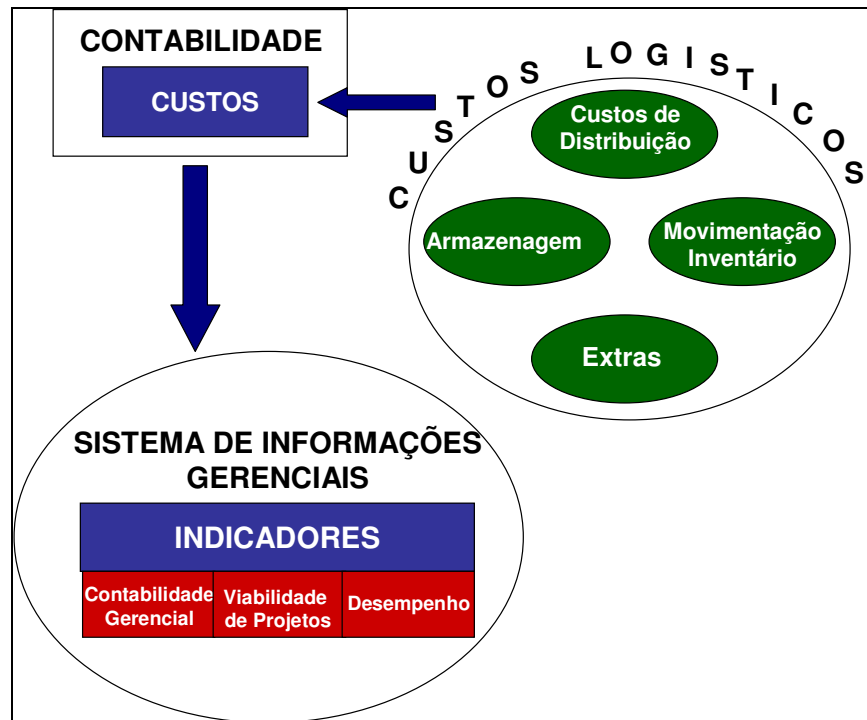 CONTABILIDADE
CUSTOS
CUSTOS LOGISTICOS
Custos de
Distribuição
Armazenagem
Movimentação
Inventário
Extras
SISTEMA DE INFORMAÇÕES
GERENCIAIS
INDICADORES
Contabilidade
Gerencial
Viabilidade
de Projetos
Desempenho